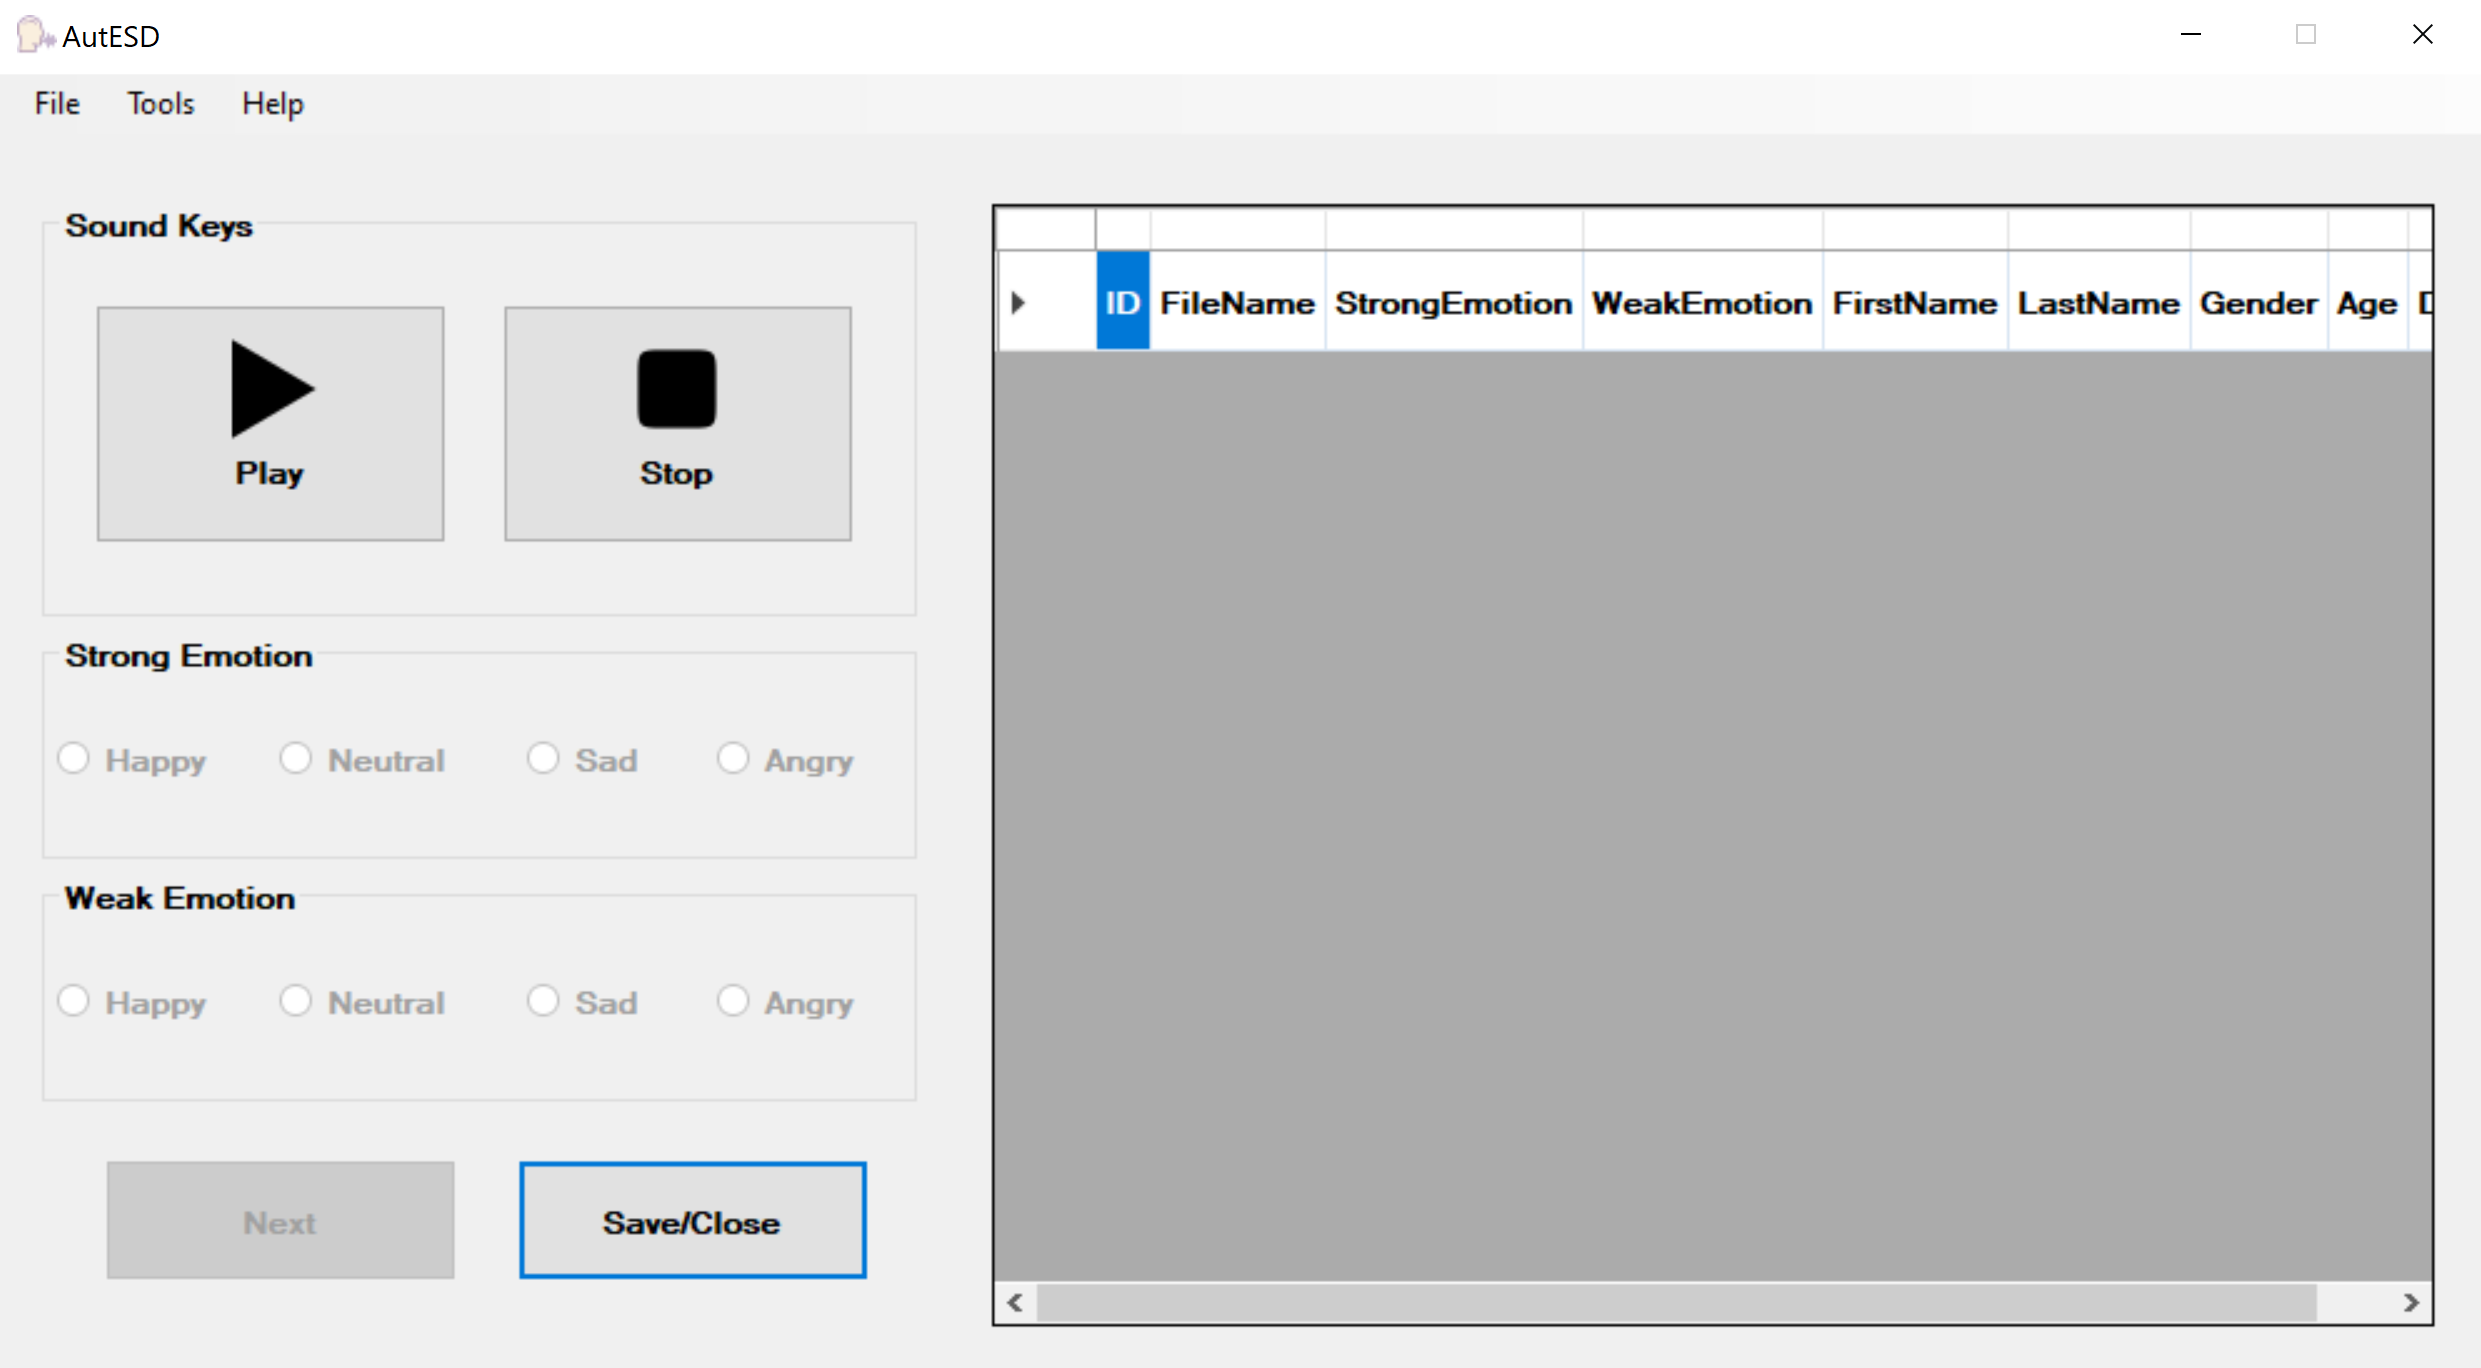 AutESD
File Tools Help
Sound Keys
Play Stop
Strong Emotion
Happy Neutral Sad Angry
Weak Emotion
Happy Neutral Sad Angry
Next Save/Close
ID FileName StrongEmotion WeakEmotion FirstName LastName Gender Age